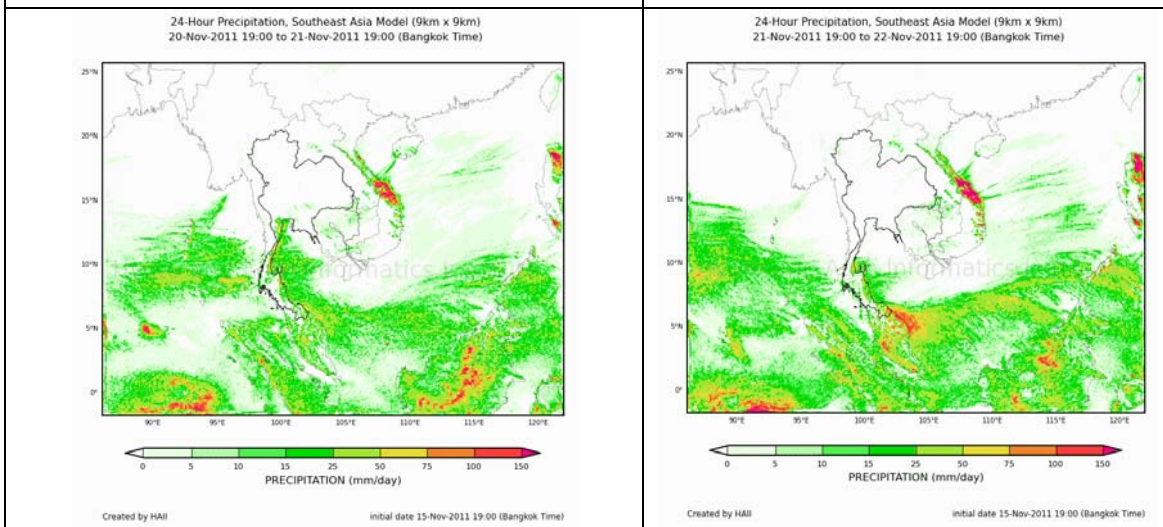 24-Hour Precipitation, Southeast Asia Model (9km x 9km)
20-Nov-2011 19:00 to 21-Nov-2011 19:00 (Bangkok Time)
25°N
20°N
15°N
10°N
5°N
0°
90°E 95°E 100°E 105°E 110°E 115°E 120°E
Informatics
0 5 10 15 25 50 75 100 150
PRECIPITATION (mm/day)
Created by HAII initial date 15-Nov-2011 19:00 (Bangkok Time)
24-Hour Precipitation, Southeast Asia Model (9km x 9km)
21-Nov-2011 19:00 to 22-Nov-2011 19:00 (Bangkok Time)
25°N
20°N
15°N
10°N
5°N
0°
90°E 95°E 100°E 105°E 110°E 115°E 120°E
Informatics
0 5 10 15 25 50 75 100 150
PRECIPITATION (mm/day)
Created by HAII initial date 15-Nov-2011 19:00 (Bangkok Time)